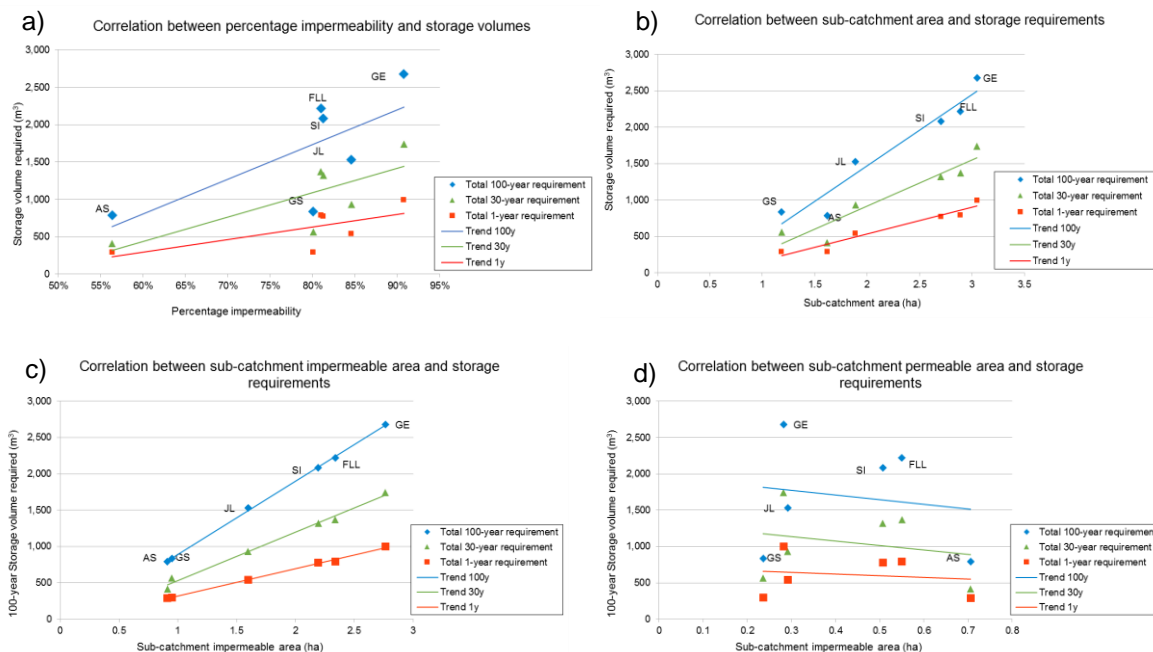 a)
Correlation between percentage impermeability and storage volumes
3,000
2,500
2,000
1,500
1,000
500
0
50%
55%
60%
65%
70%
75%
80%
85%
90%
95%
Storage volume required (m³)
Percentage impermeability
GE
FLL
SI
JL
GS
AS
Total 100-year requirement
Total 30-year requirement
Total 1-year requirement
Trend 100y
Trend 30y
Trend 1y
b)
Correlation between sub-catchment area and storage requirements
3,000
2,500
2,000
1,500
1,000
500
0
0
0.5
1
1.5
2
2.5
3
3.5
Storage volume required (m³)
Sub-catchment area (ha)
GE
FLL
SI
JL
GS
AS
Total 100-year requirement
Total 30-year requirement
Total 1-year requirement
Trend 100y
Trend 30y
Trend 1y
c)
Correlation between sub-catchment impermeable area and storage
requirements
3,000
2,500
2,000
1,500
1,000
500
0
0
0.5
1
1.5
2
2.5
3
100-year Storage volume required (m³)
Sub-catchment impermeable area (ha)
GE
FLL
SI
JL
AS
GS
Total 100-year requirement
Total 30-year requirement
Total 1-year requirement
Trend 100y
Trend 30y
Trend 1y
d)
Correlation between sub-catchment permeable area and storage
requirements
3,000
2,500
2,000
1,500
1,000
500
0
0
0.1
0.2
0.3
0.4
0.5
0.6
0.7
0.8
100-year Storage volume required (m³)
Sub-catchment impermeable area (ha)
GE
SI
FLL
JL
GS
AS
Total 100-year requirement
Total 30-year requirement
Total 1-year requirement
Trend 100y
Trend 30y
Trend 1y